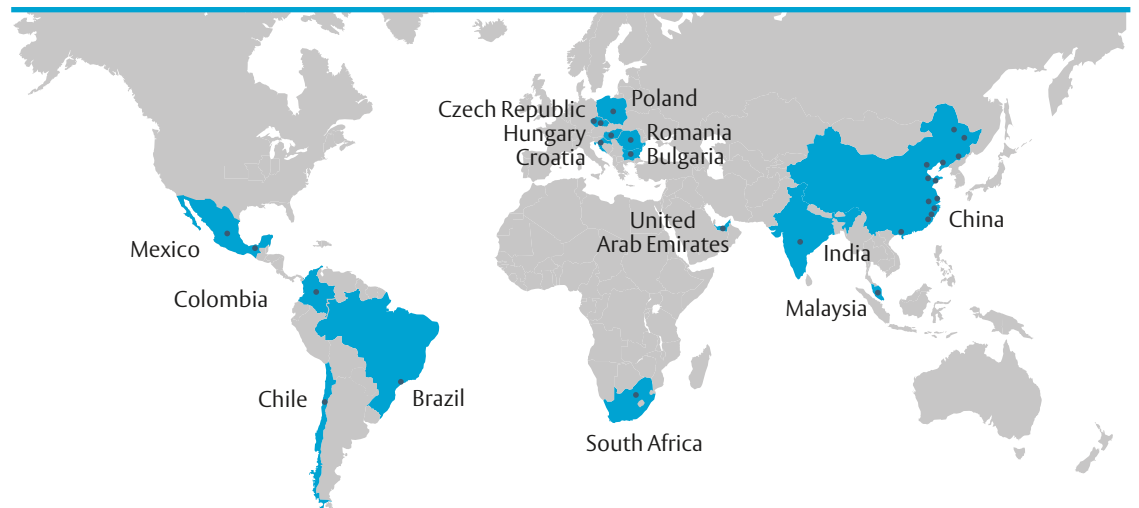 Czech Republic
Poland
Hungary
Romania
Croatia
Bulgaria
United
Arab Emirates
China
Mexico
India
Colombia
Malaysia
Chile
Brazil
South Africa